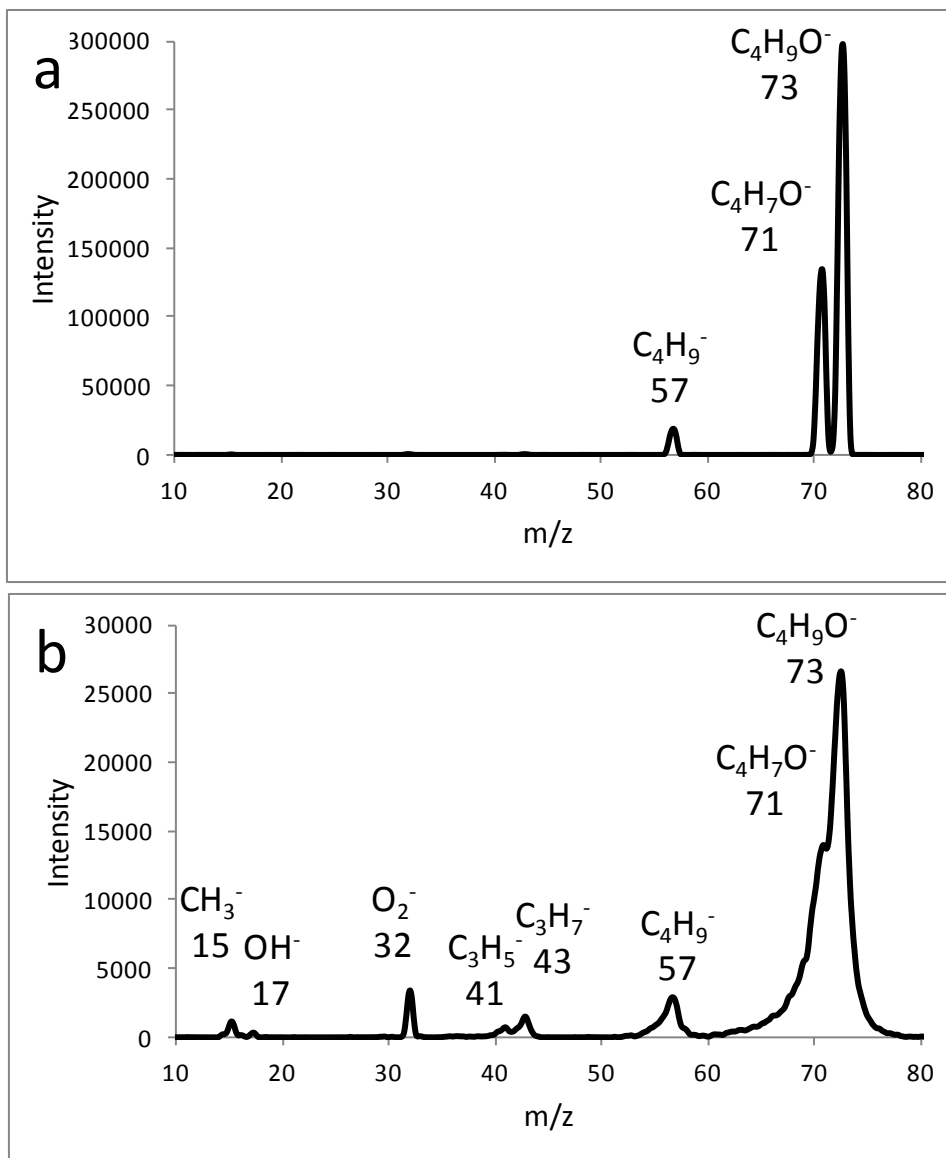 a
300000
250000
200000
150000
100000
50000
0
Intensity
C₄H₉O⁻
73
C₄H₇O⁻
71
C₄H₉⁻
57
10 20 30 40 50 60 70 80
m/z
b
30000
25000
20000
15000
10000
5000
0
Intensity
C₄H₉O⁻
73
C₄H₇O⁻
71
CH₃⁻
15
OH⁻
17
O₂⁻
32
C₃H₅⁻
41
C₃H₇⁻
43
C₄H₉⁻
57
10 20 30 40 50 60 70 80
m/z